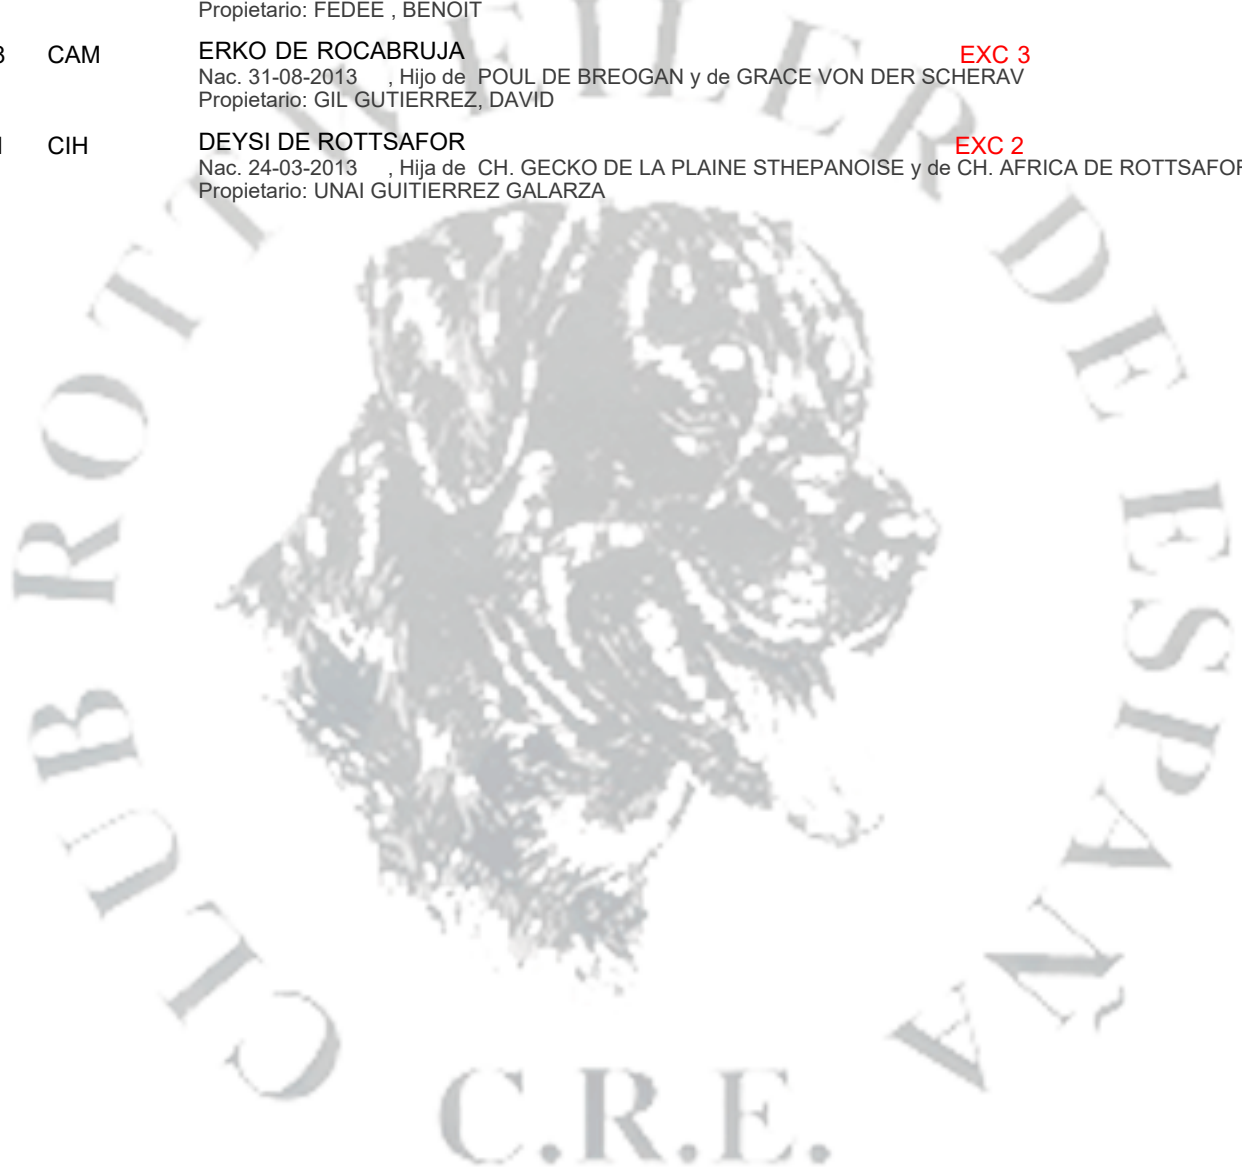 Propietario: FEDEE , BENOIT
3 CAM ERKO DE ROCABRUJA EXC 3
Nac. 31-08-2013 , Hijo de POUL DE BREOGAN y de GRACE VON DER SCHERAV
Propietario: GIL GUTIERREZ, DAVID
CIH DEYSI DE ROTTSAFOR EXC 2
Nac. 24-03-2013 , Hija de CH. GECKO DE LA PLAINE STHEPANOISE y de CH. AFRICA DE ROTTSAFOR
Propietario: UNAI GUITIERREZ GALARZA
CLUB ROTTWEILER DE ESPAÑA
C.R.E.